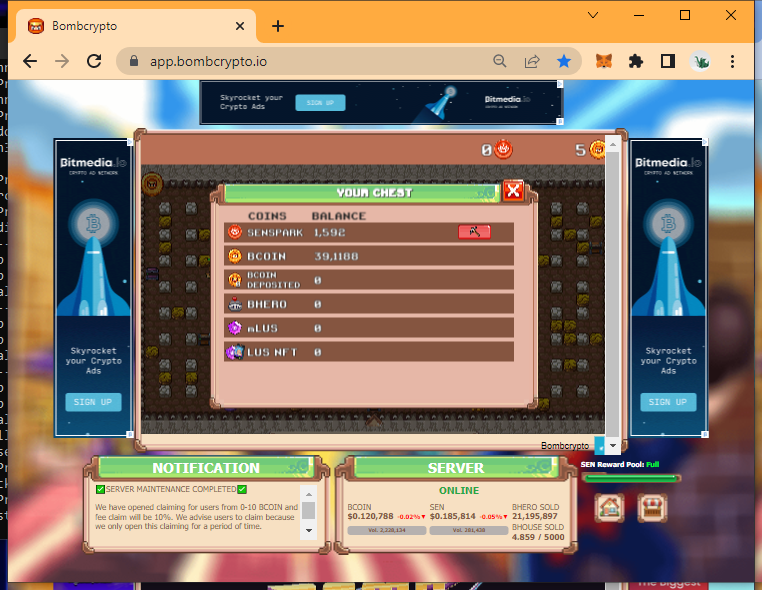 Bombcrypto
app.bombcrypto.io
Skyrocket your
Crypto Ads
SIGN UP
Bitmedia.io
0
5
Bitmedia.io
CRYPTO AD NETWORK
Skyrocket
your Crypto
Ads
SIGN UP
YOUR CHEST
COINS BALANCE
SENSPARK 1,592
BCOIN 39,1188
BCOIN
DEPOSITED 0
BHERO 0
nLUS 0
LUS NFT 0
Bitmedia.io
CRYPTO AD NETWORK
Skyrocket
your Crypto
Ads
SIGN UP
Bombcrypto
NOTIFICATION
SERVER MAINTENANCE COMPLETED
We have opened claiming for users from 0-10 BCOIN and
fee claim will be 10%. We advise users to claim because
we only open this claiming for a period of time.
SERVER
ONLINE
BCOIN
$0.120,788 -0.02%▼
Vol. 2,228,124
SEN
$0.185,814 -0.05%▼
Vol. 281,428
BHERO SOLD
21,195,897
BHOUSE SOLD
4.859 / 5000
SEN Reward Pool: Full
The Biggest